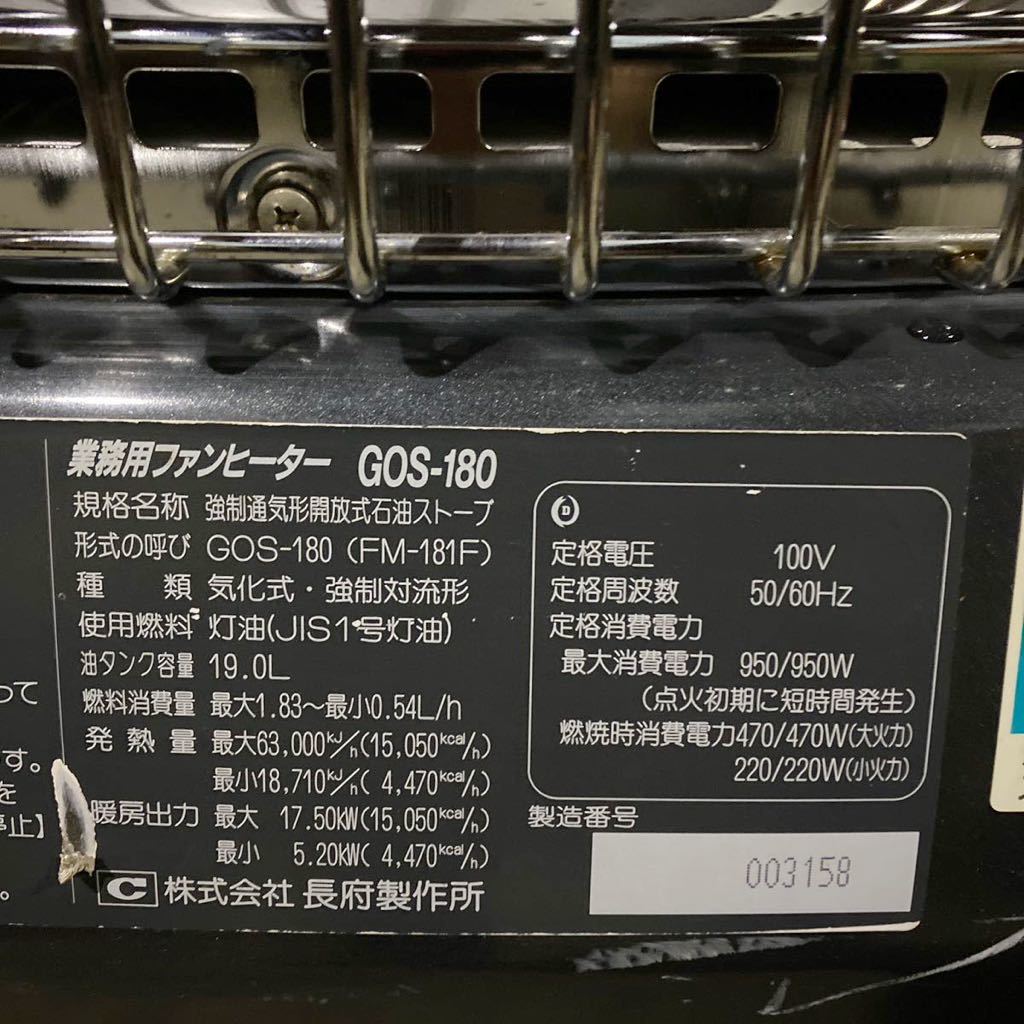 業務用ファンヒーター GOS-180
規格名称 強制通気形開放式石油ストーブ
形式の呼び GOS-180 (FM-181F)
種 類 気化式・強制対流形
使用燃料 灯油(JIS1号灯油)
油タンク容量 19.0L
燃料消費量 最大1.83～最小0.54L/h
発熱量 最大63,000kJ/h(15,050kcal/h)
最小18,710kJ/h( 4,470kcal/h)
暖房出力 最大 17.50kW(15,050kcal/h)
最小 5.20kW( 4,470kcal/h)
C 株式会社 長府製作所
D
定格電圧 100V
定格周波数 50/60Hz
定格消費電力
最大消費電力 950/950W
(点火初期に短時間発生)
燃焼時消費電力470/470W(大火力)
220/220W(小火力)
製造番号
003158
って
す。
を
停止】
。